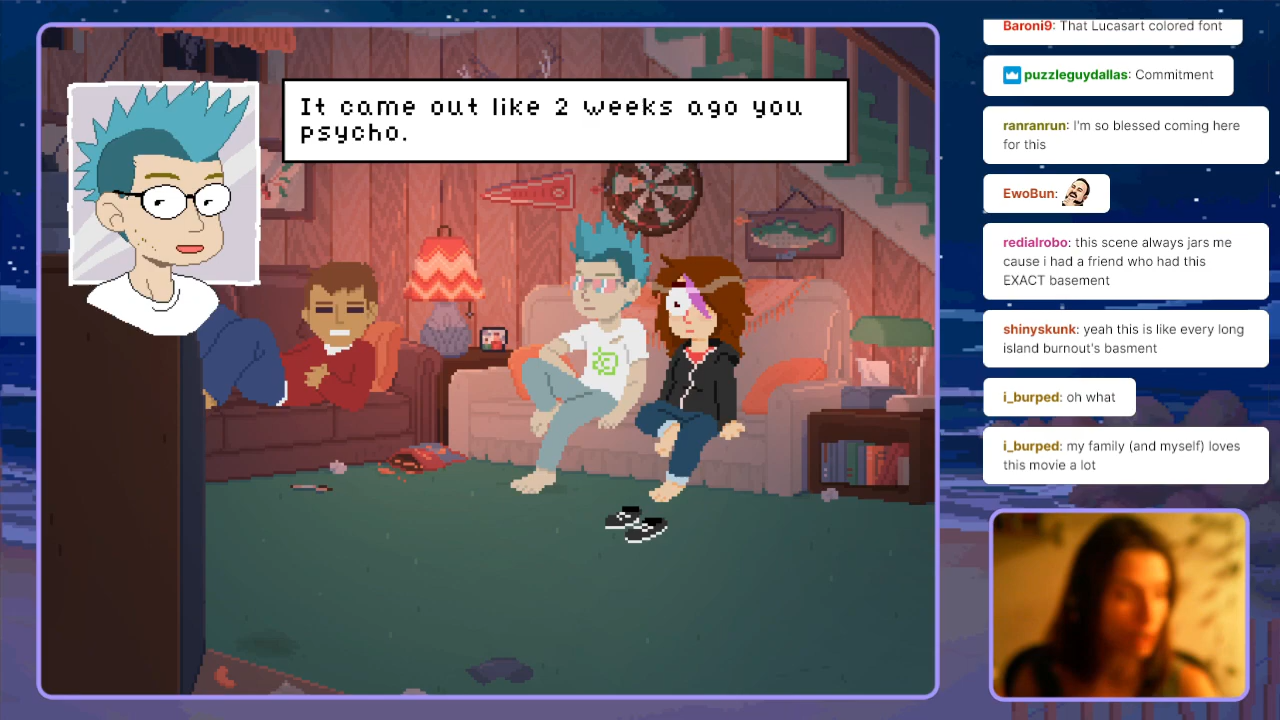 It came out like 2 weeks ago you
psycho.
Baroni9: That Lucasart colored font
puzzleguydallas: Commitment
ranranrun: I'm so blessed coming here
for this
EwoBun:
redialrobo: this scene always jars me
cause i had a friend who had this
EXACT basement
shinyskunk: yeah this is like every long
island burnout's basment
i_burped: oh what
i_burped: my family (and myself) loves
this movie a lot